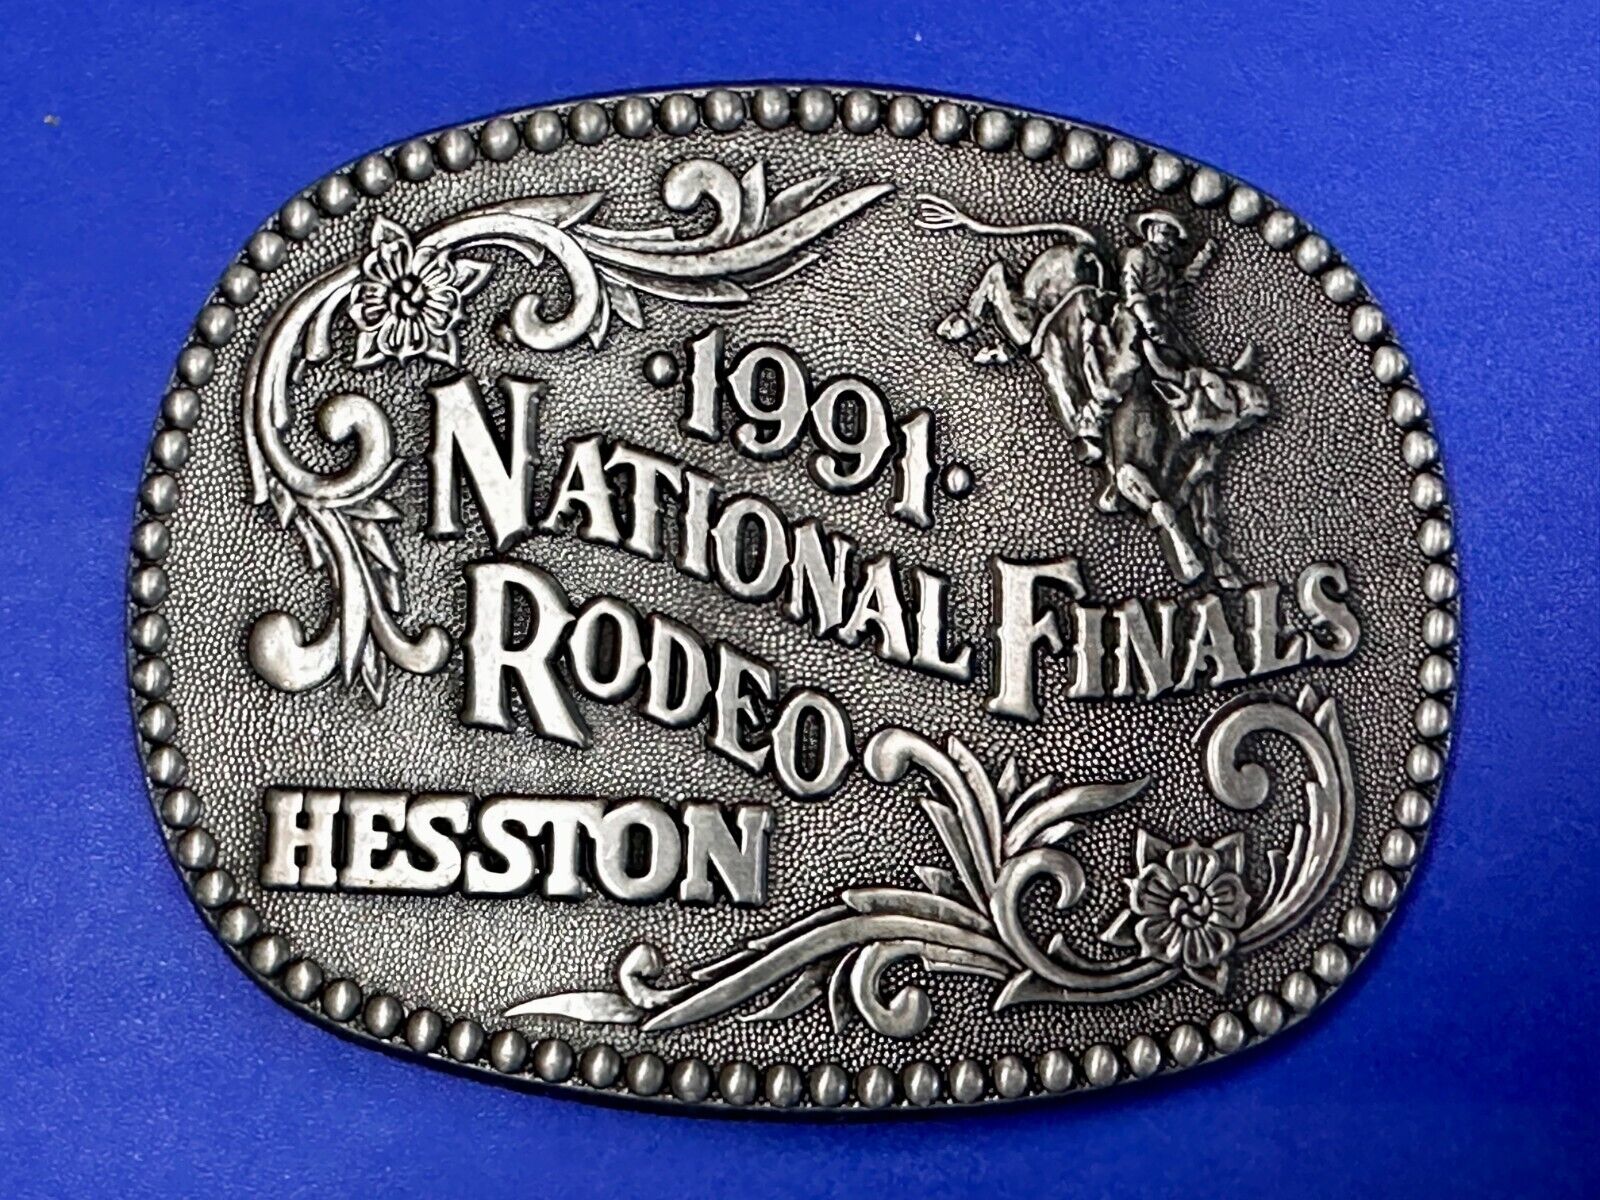 ·1991·
NATIONAL FINALS
RODEO
HESSTON